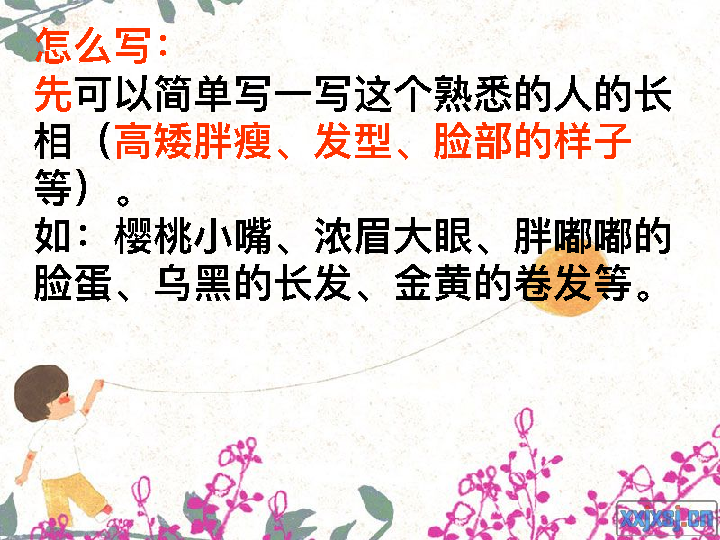 怎么写：
先可以简单写一写这个熟悉的人的长
相（高矮胖瘦、发型、脸部的样子
等）。
如：樱桃小嘴、浓眉大眼、胖嘟嘟的
脸蛋、乌黑的长发、金黄的卷发等。
xxjxsj.cn